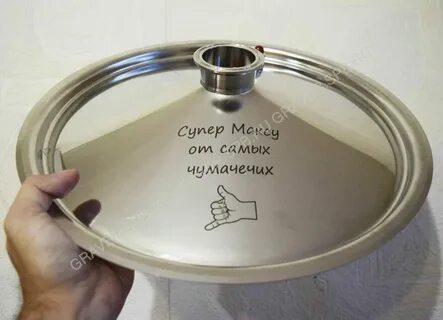 Супер Максу
от самых
чумачечих